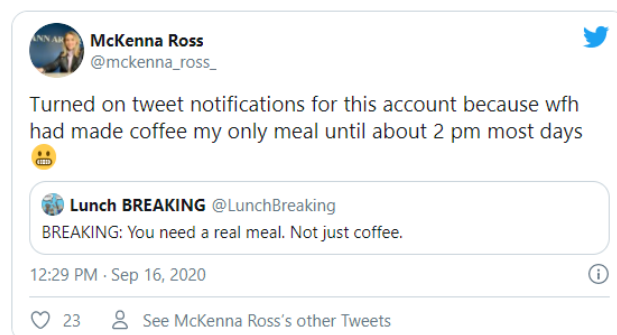 McKenna Ross
@mckenna_ross_
Turned on tweet notifications for this account because wfh
had made coffee my only meal until about 2 pm most days
😬
Lunch BREAKING @LunchBreaking
BREAKING: You need a real meal. Not just coffee.
12:29 PM · Sep 16, 2020
23 See McKenna Ross's other Tweets